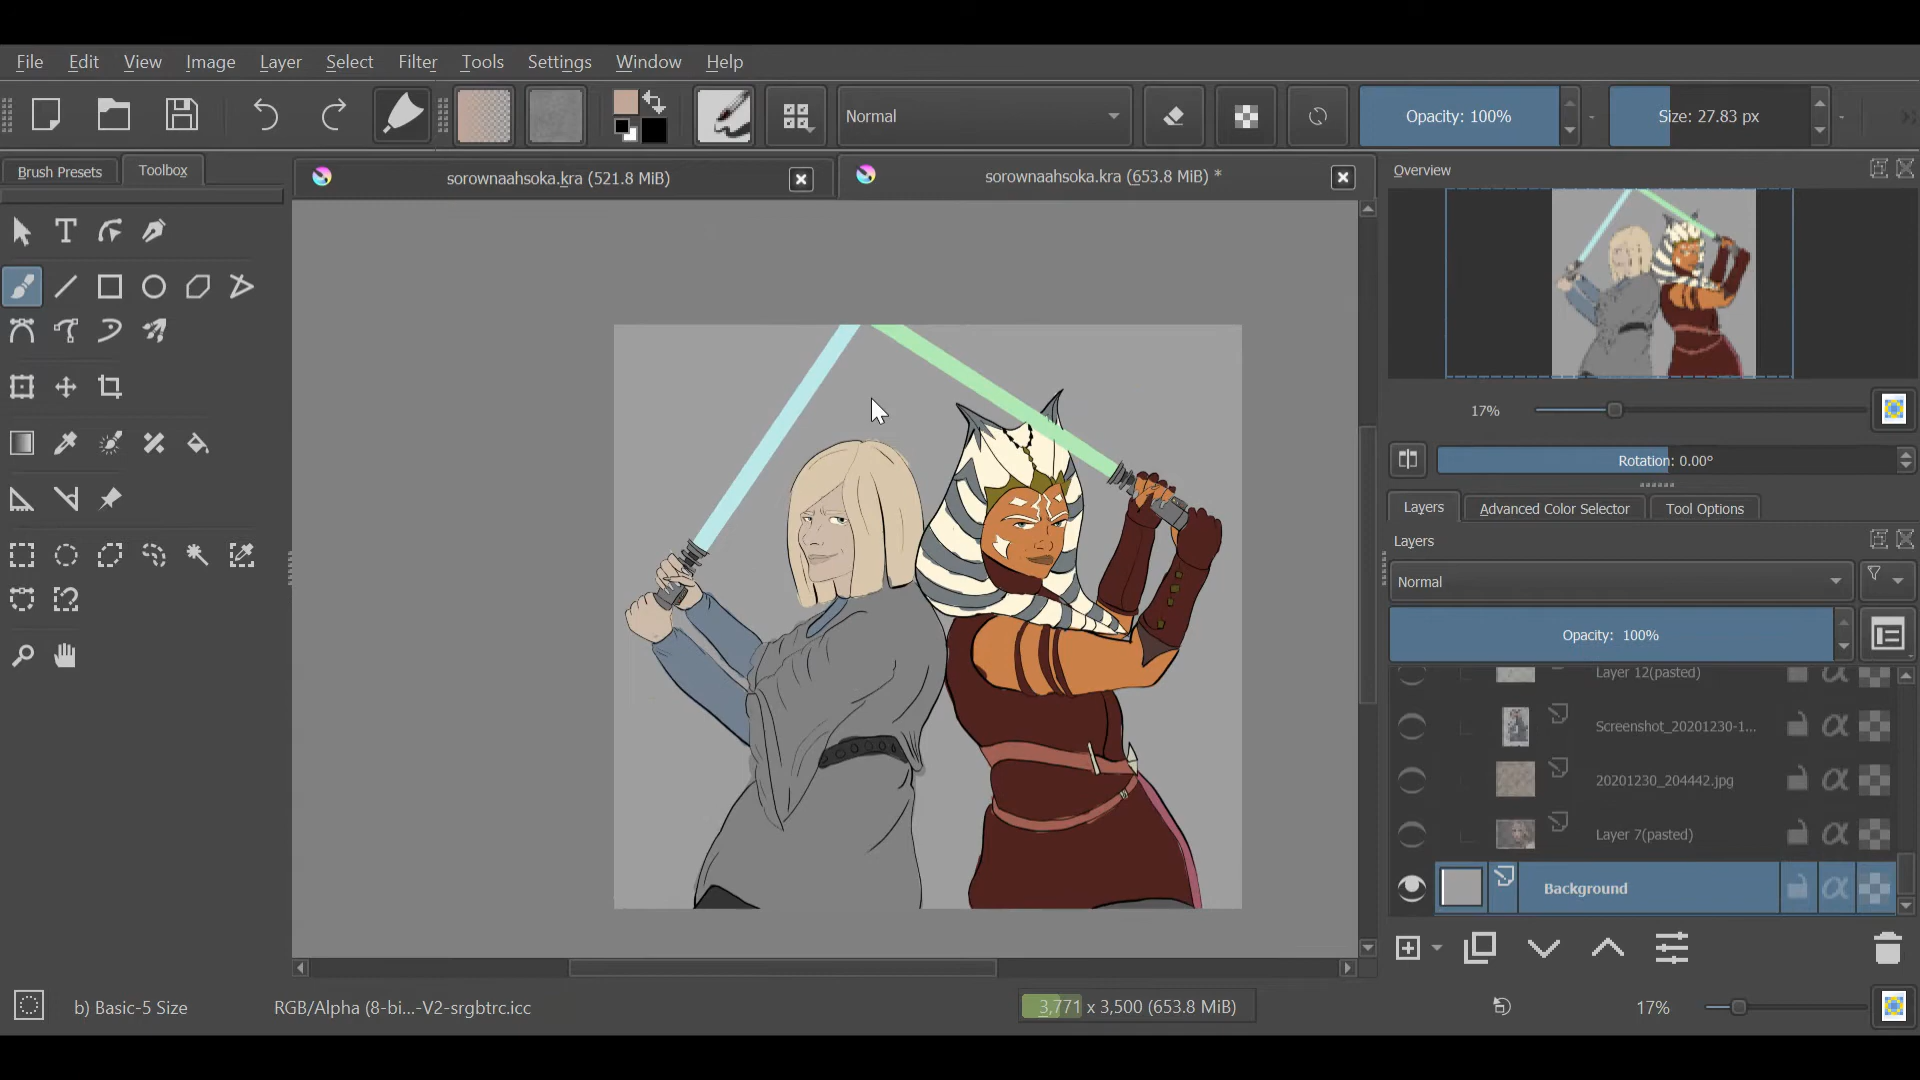 File Edit View Image Layer Select Filter Tools Settings Window Help
Normal
Opacity: 100%
Size: 27.83 px
Brush Presets
Toolbox
sorownaahsoka.kra (521.8 MiB)
sorownaahsoka.kra (653.8 MiB) *
Overview
17%
Rotation: 0.00°
Layers
Advanced Color Selector
Tool Options
Layers
Normal
Opacity: 100%
Layer 12(pasted)
Screenshot_20201230-1...
20201230_204442.jpg
Layer 7(pasted)
Background
b) Basic-5 Size
RGB/Alpha (8-bi...-V2-srgbtrc.icc
3,771 x 3,500 (653.8 MiB)
17%